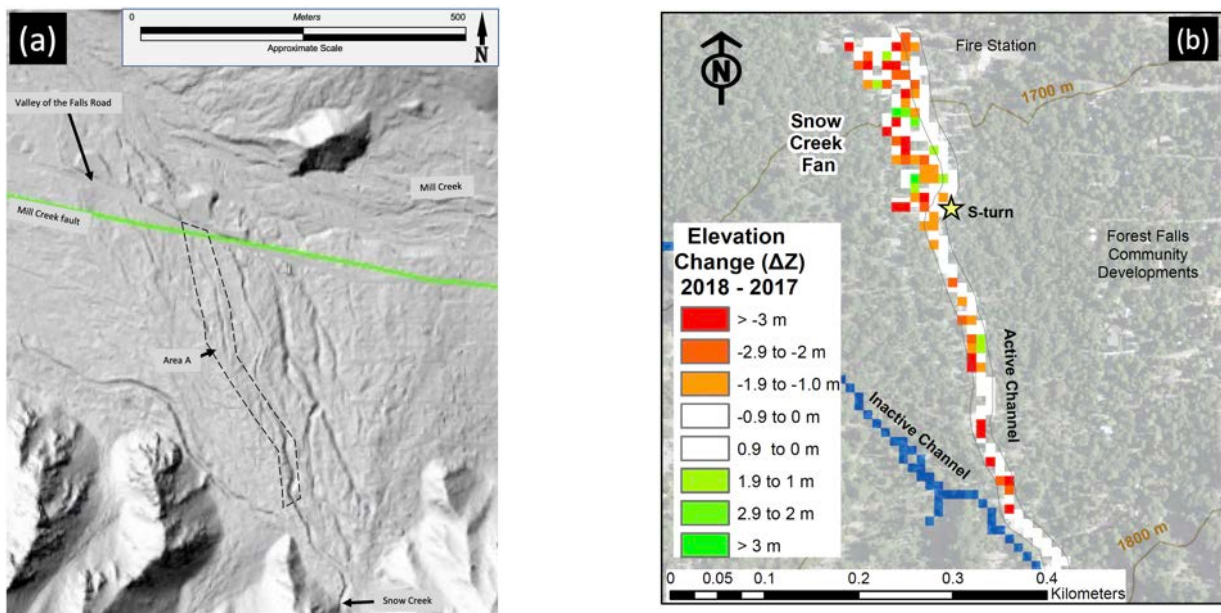 (a)
0 Meters 500
Approximate Scale
N
Valley of the Falls Road
Mill Creek
Mill Creek fault
Area A
Snow Creek
(b)
N
Fire Station
1700 m
Snow
Creek
Fan
S-turn
Forest Falls
Community
Developments
Elevation
Change (ΔZ)
2018 - 2017
> -3 m
-2.9 to -2 m
-1.9 to -1.0 m
-0.9 to 0 m
0.9 to 0 m
1.9 to 1 m
2.9 to 2 m
> 3 m
Active Channel
Inactive Channel
1800 m
0 0.05 0.1 0.2 0.3 0.4
Kilometers